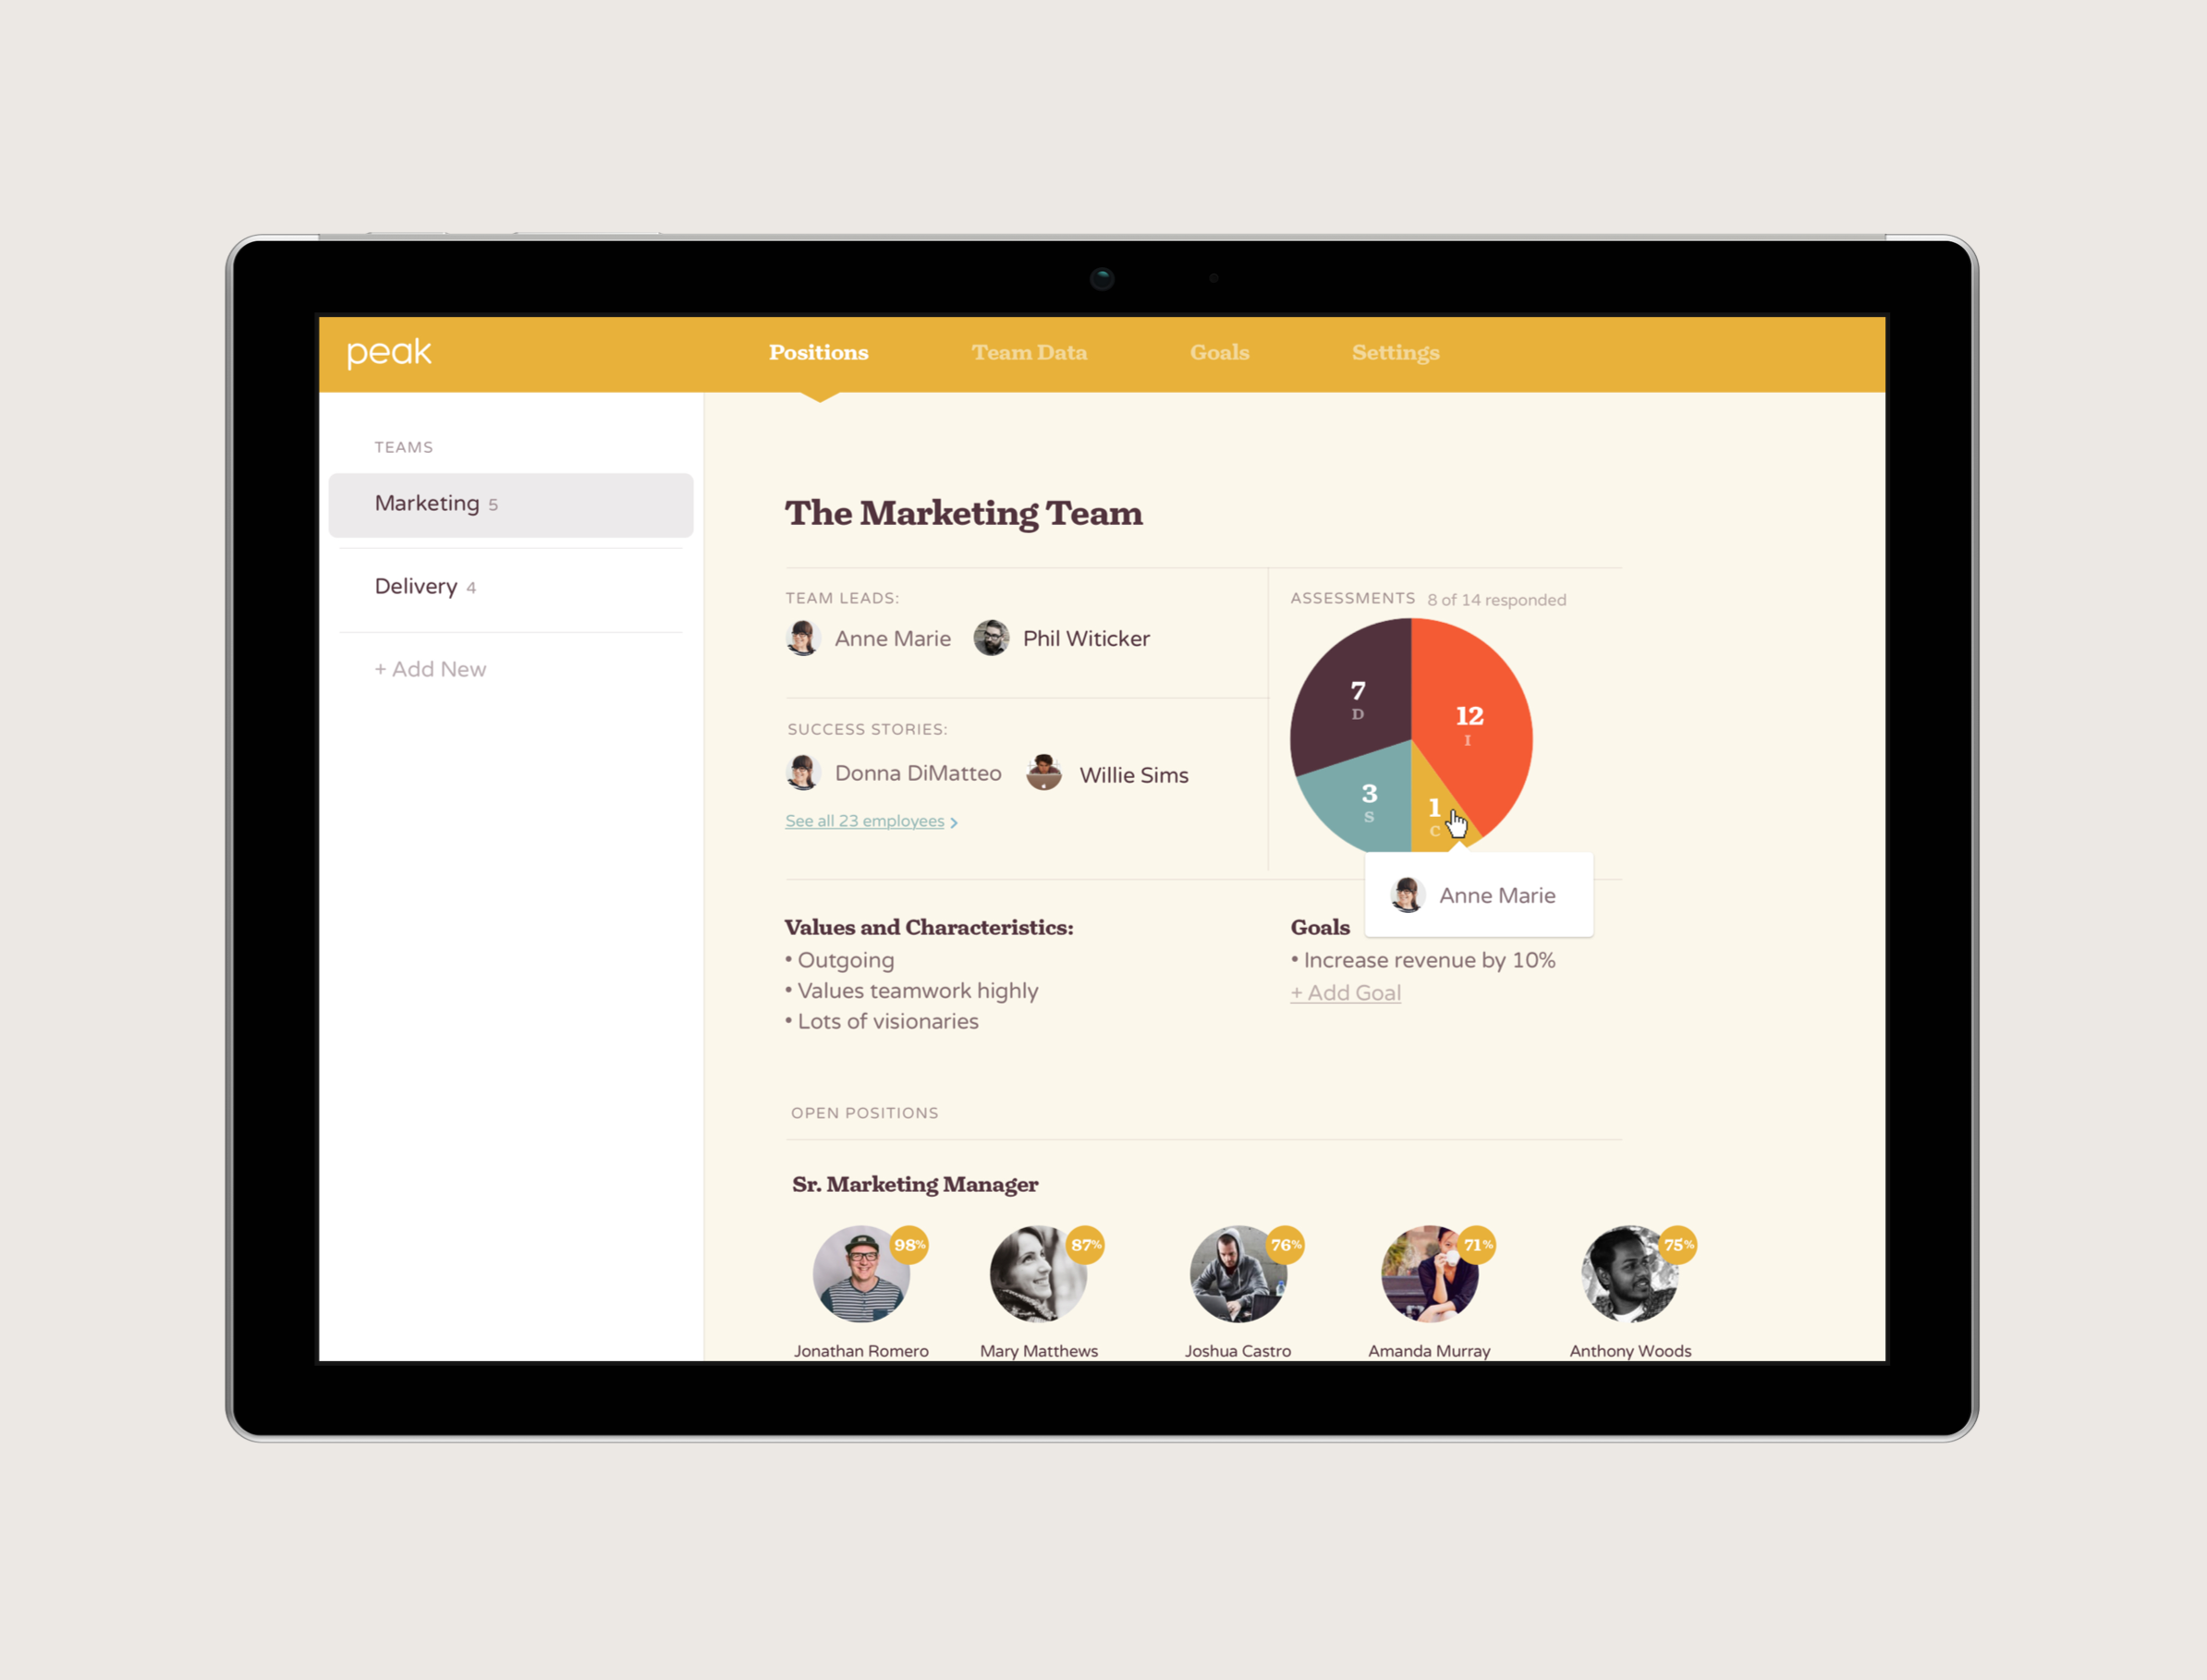 peak
Positions
Team Data
Goals
Settings
TEAMS
Marketing 5
Delivery 4
+ Add New
The Marketing Team
TEAM LEADS:
Anne Marie
Phil Witicker
SUCCESS STORIES:
Donna DiMatteo
Willie Sims
See all 23 employees >
ASSESSMENTS 8 of 14 responded
7
D
12
I
3
S
1
C
Anne Marie
Values and Characteristics:
• Outgoing
• Values teamwork highly
• Lots of visionaries
Goals
• Increase revenue by 10%
+ Add Goal
OPEN POSITIONS
Sr. Marketing Manager
98%
87%
76%
71%
75%
Jonathan Romero
Mary Matthews
Joshua Castro
Amanda Murray
Anthony Woods